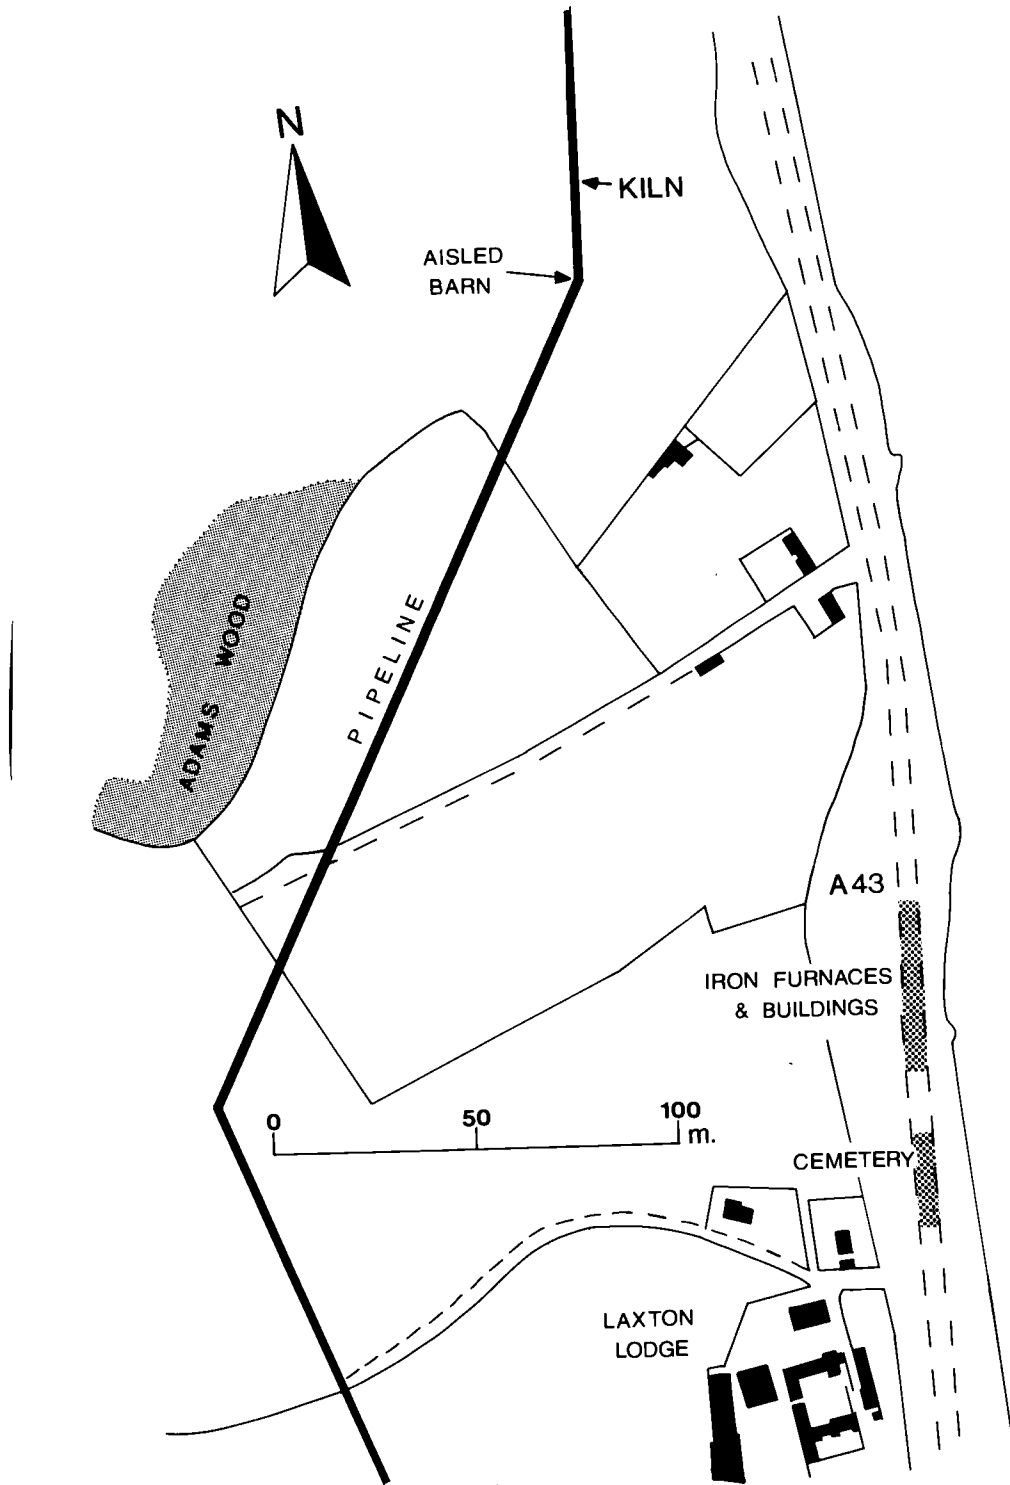 N
KILN
AISLED
BARN
PIPELINE
ADAMS WOOD
A43
IRON FURNACES
& BUILDINGS
0 50 100
m.
CEMETERY
LAXTON
LODGE